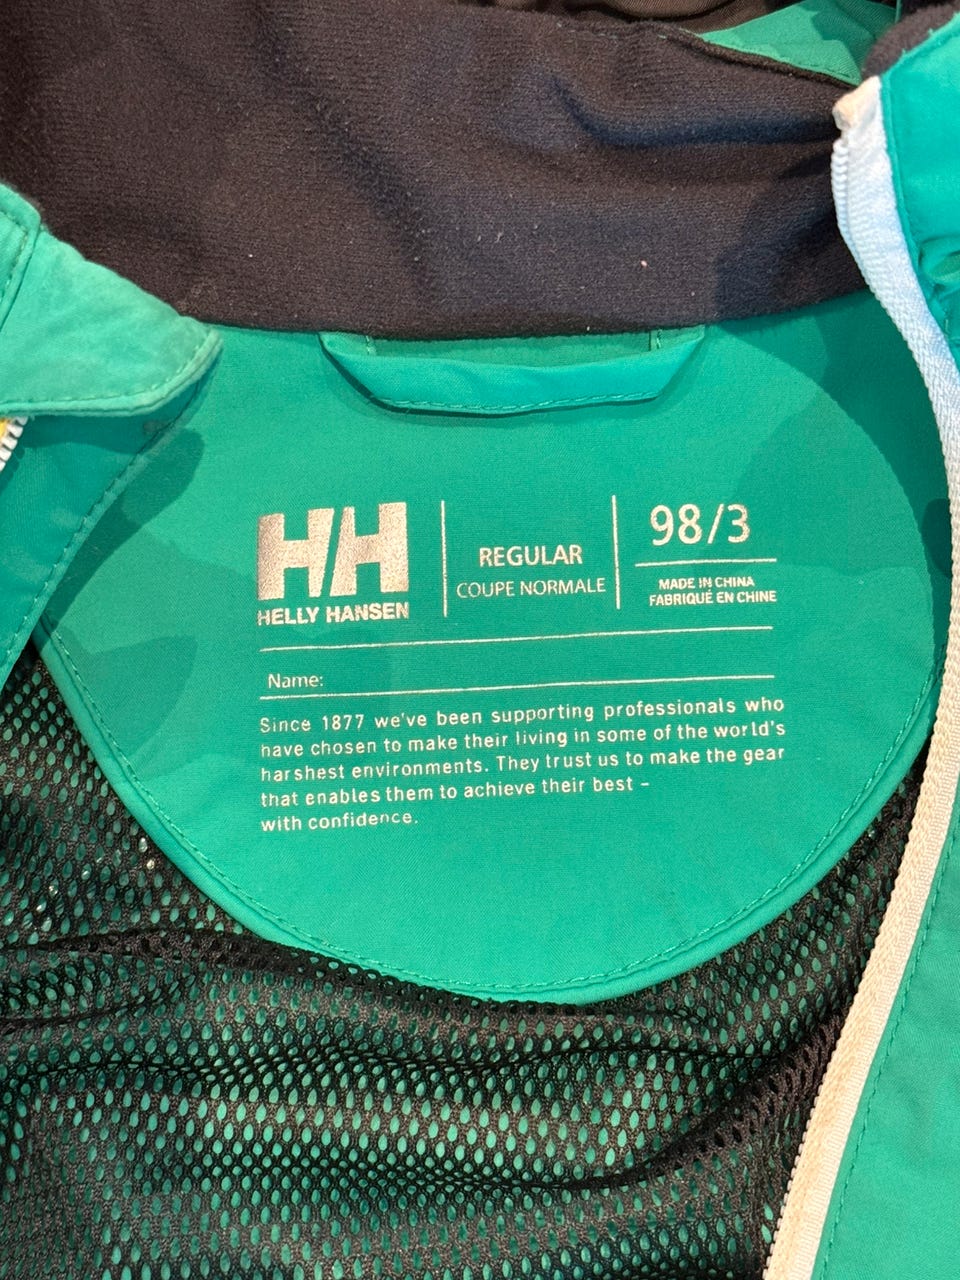 HH
HELLY HANSEN
REGULAR
COUPE NORMALE
98/3
MADE IN CHINA
FABRIQUÉ EN CHINE
Name:
Since 1877 we've been supporting professionals who
have chosen to make their living in some of the world's
harshest environments. They trust us to make the gear
that enables them to achieve their best –
with confidence.